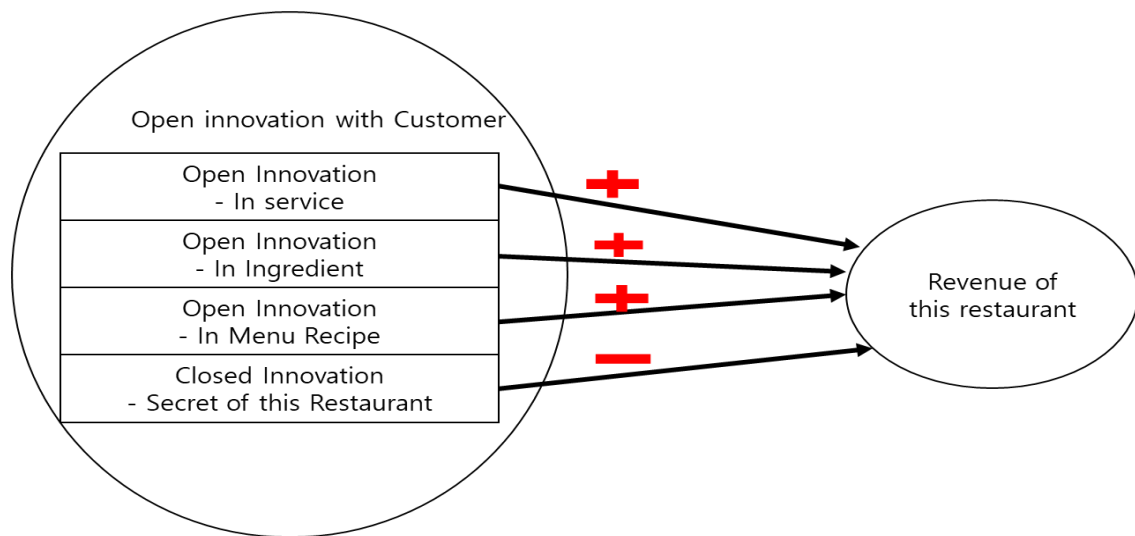 Open innovation with Customer
Open Innovation
- In service
Open Innovation
- In Ingredient
Open Innovation
- In Menu Recipe
Closed Innovation
- Secret of this Restaurant
+
+
+
−
Revenue of
this restaurant